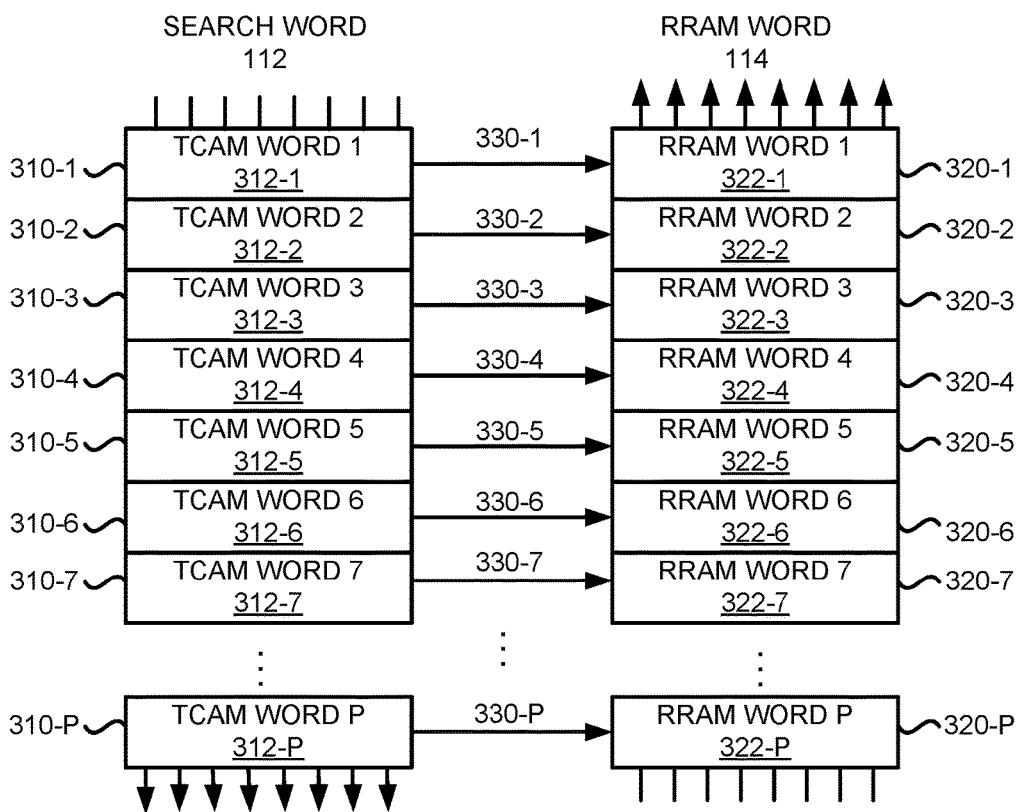 SEARCH WORD
112
RRAM WORD
114
310-1
TCAM WORD 1
312-1
330-1
RRAM WORD 1
322-1
320-1
310-2
TCAM WORD 2
312-2
330-2
RRAM WORD 2
322-2
320-2
310-3
TCAM WORD 3
312-3
330-3
RRAM WORD 3
322-3
320-3
310-4
TCAM WORD 4
312-4
330-4
RRAM WORD 4
322-4
320-4
310-5
TCAM WORD 5
312-5
330-5
RRAM WORD 5
322-5
320-5
310-6
TCAM WORD 6
312-6
330-6
RRAM WORD 6
322-6
320-6
310-7
TCAM WORD 7
312-7
330-7
RRAM WORD 7
322-7
320-7
310-P
TCAM WORD P
312-P
330-P
RRAM WORD P
322-P
320-P